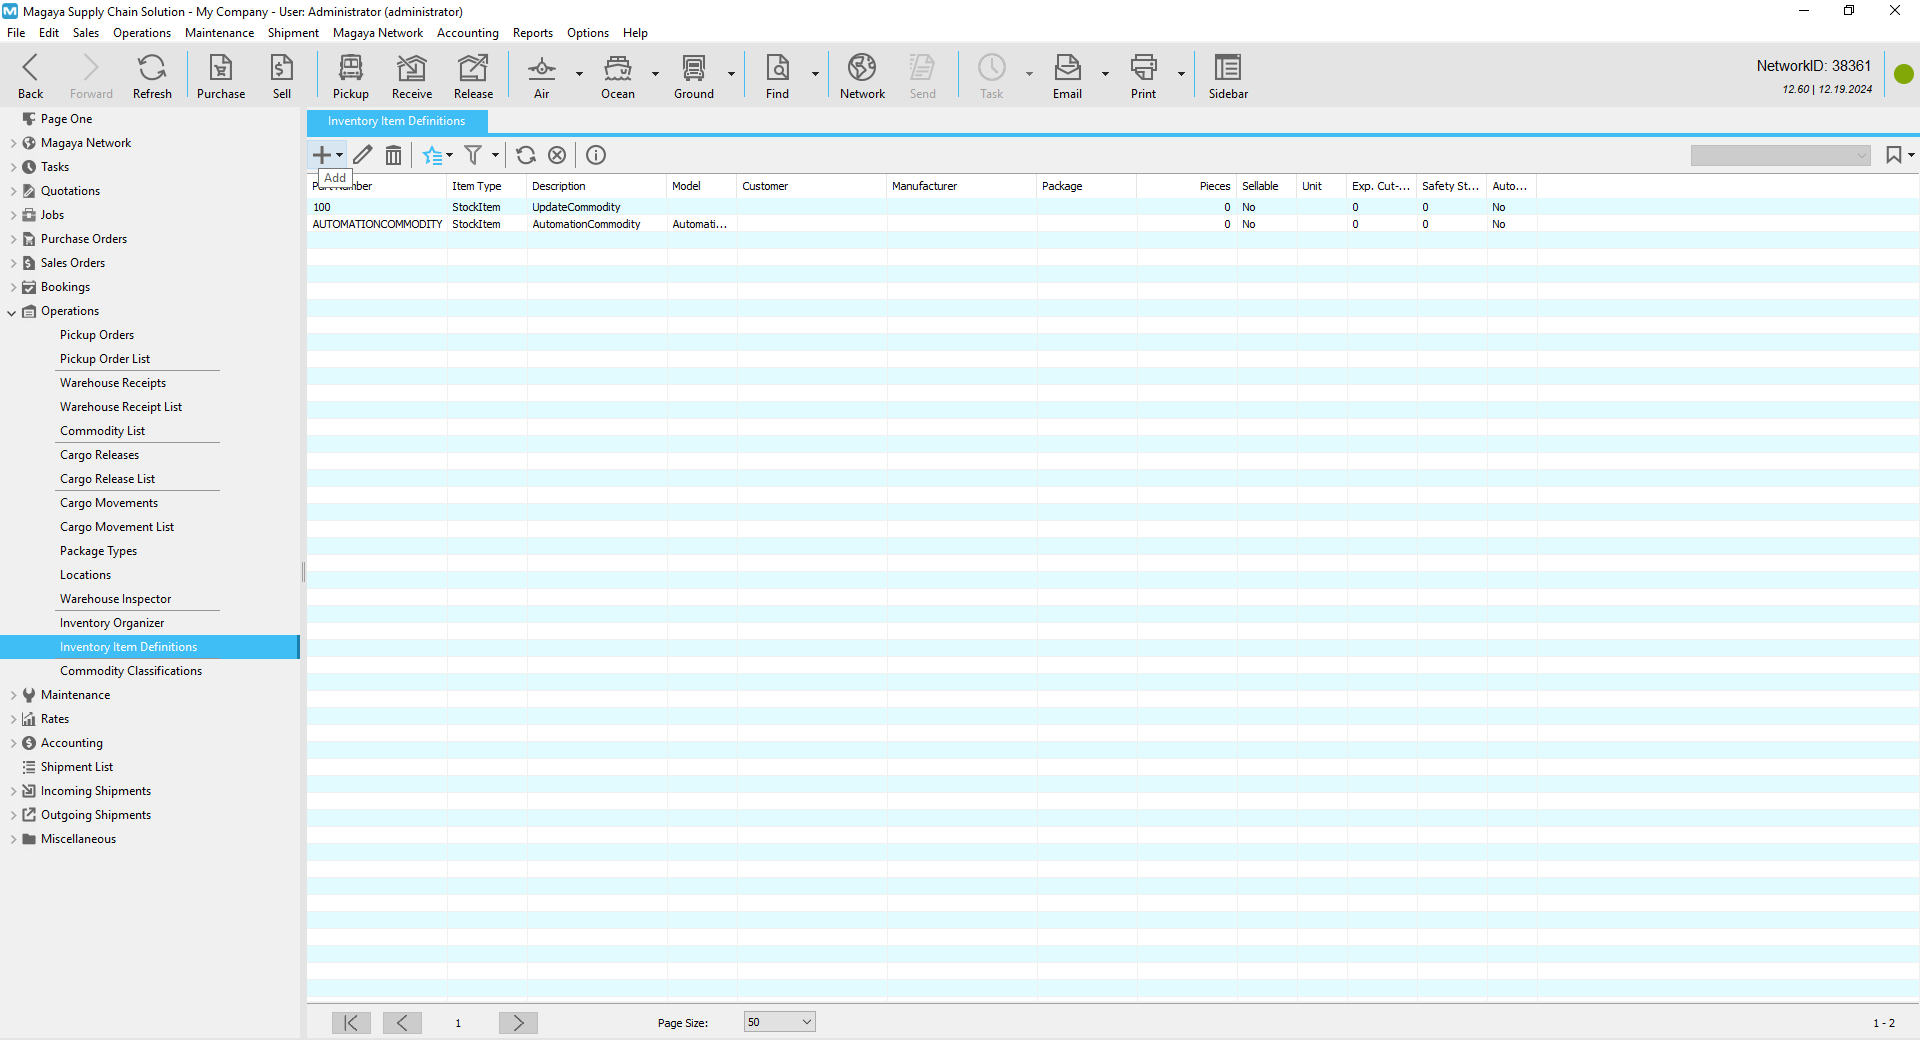 Magaya Supply Chain Solution - My Company - User: Administrator (administrator)
File Edit Sales Operations Maintenance Shipment Magaya Network Accounting Reports Options Help
Back Forward Refresh Purchase Sell Pickup Receive Release Air Ocean Ground Find Network Send Task Email Print Sidebar
NetworkID: 38361
12.60 | 12.19.2024
Page One
Magaya Network
Tasks
Quotations
Jobs
Purchase Orders
Sales Orders
Bookings
Operations
Pickup Orders
Pickup Order List
Warehouse Receipts
Warehouse Receipt List
Commodity List
Cargo Releases
Cargo Release List
Cargo Movements
Cargo Movement List
Package Types
Locations
Warehouse Inspector
Inventory Organizer
Inventory Item Definitions
Commodity Classifications
Maintenance
Rates
Accounting
Shipment List
Incoming Shipments
Outgoing Shipments
Miscellaneous
Inventory Item Definitions
Add
Item Type Description Model Customer Manufacturer Package Pieces Sellable Unit Exp. Cut-... Safety St... Auto...
100 StockItem UpdateCommodity 0 No 0 0 No
AUTOMATIONCOMMODITY StockItem AutomationCommodity Automati... 0 No 0 0 No
1 Page Size: 50 1 - 2